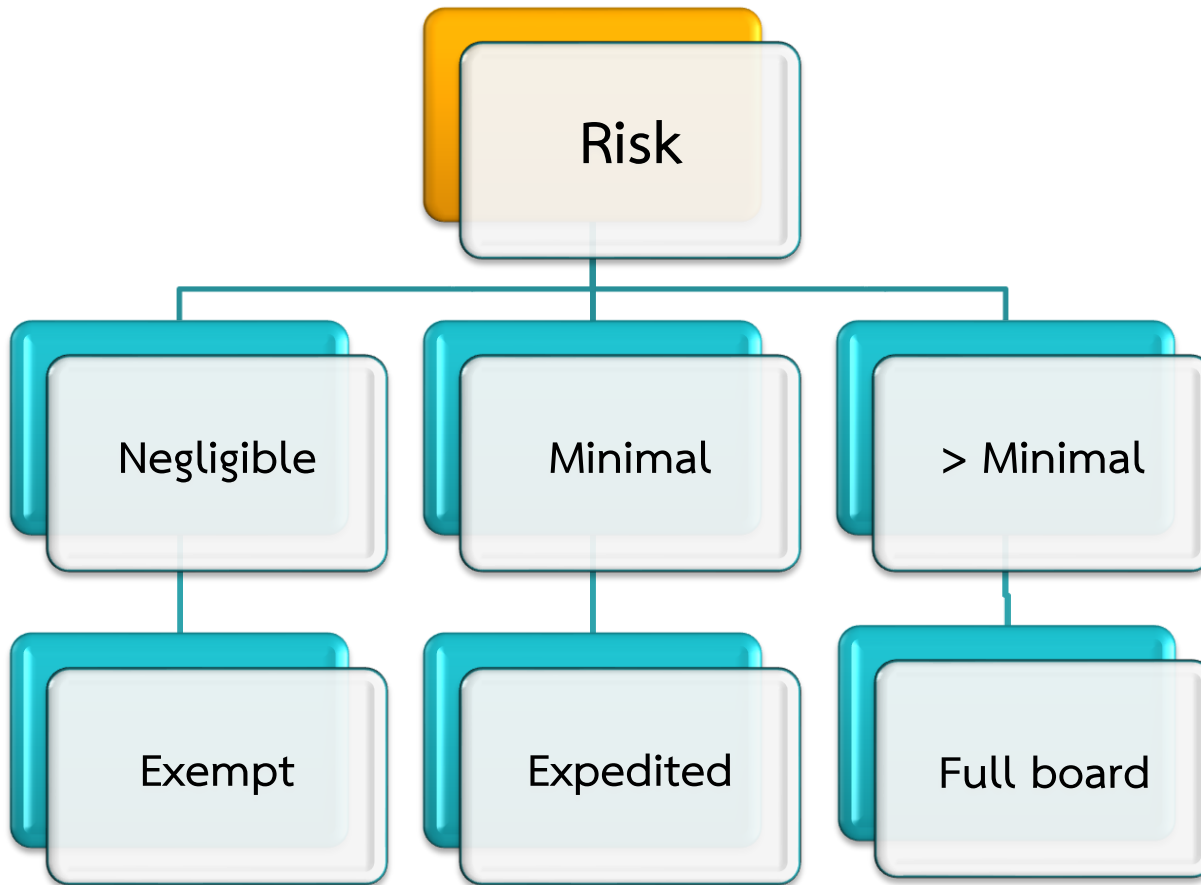 Risk
Negligible
Minimal
> Minimal
Exempt
Expedited
Full board